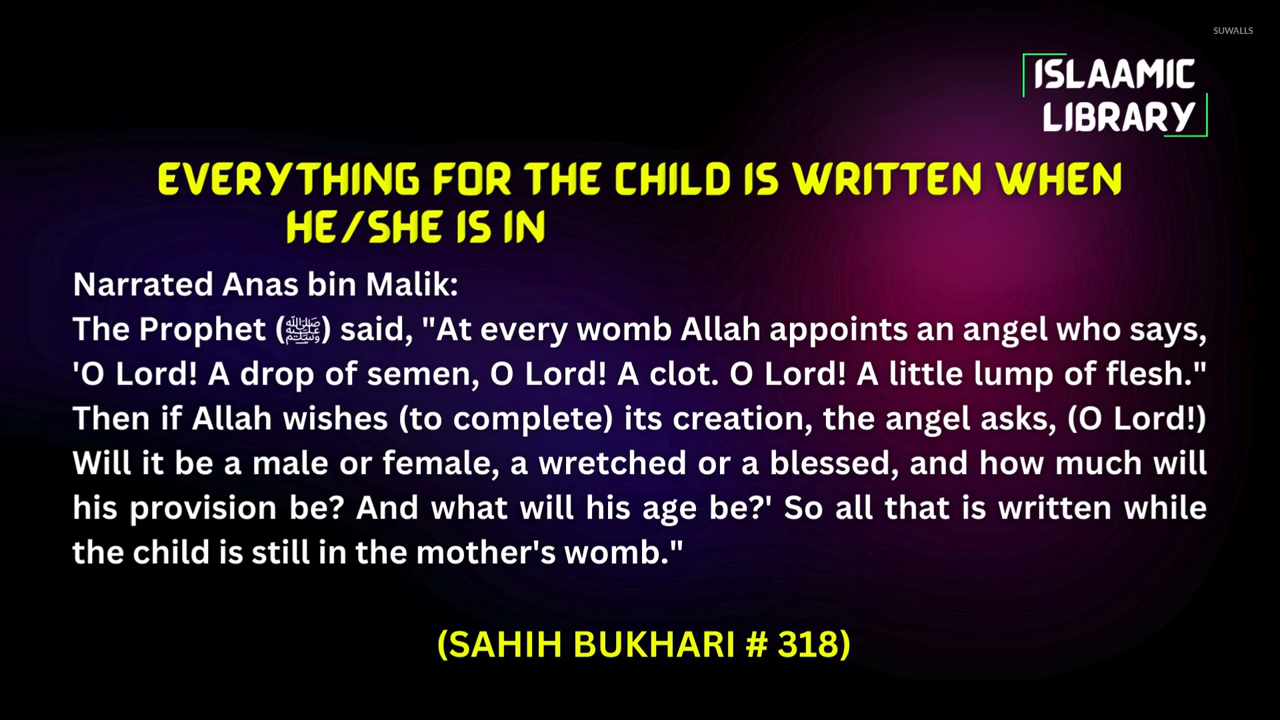 SUWALLS
ISLAAMIC
LIBRARY
EVERYTHING FOR THE CHILD IS WRITTEN WHEN
HE/SHE IS IN
Narrated Anas bin Malik:
The Prophet (ﷺ) said, "At every womb Allah appoints an angel who says,
'O Lord! A drop of semen, O Lord! A clot. O Lord! A little lump of flesh."
Then if Allah wishes (to complete) its creation, the angel asks, (O Lord!)
Will it be a male or female, a wretched or a blessed, and how much will
his provision be? And what will his age be?' So all that is written while
the child is still in the mother's womb."
(SAHIH BUKHARI # 318)